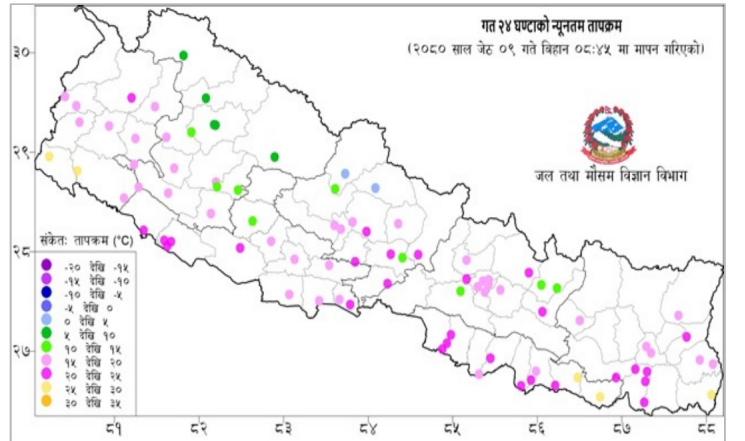 गत २४ घण्टाको न्यूनतम तापक्रम
(२०८० साल जेठ ०९ गते बिहान ०८:४५ मा मापन गरिएको)
जल तथा मौसम विज्ञान विभाग
३०
२९
२८
२७
संकेतः तापक्रम (°C)
-२० देखि -१५
-१५ देखि -१०
-१० देखि -५
-५ देखि ०
० देखि ५
५ देखि १०
१० देखि १५
१५ देखि २०
२० देखि २५
२५ देखि ३०
३० देखि ३५
८१
८२
८३
८४
८५
८६
८७
८८